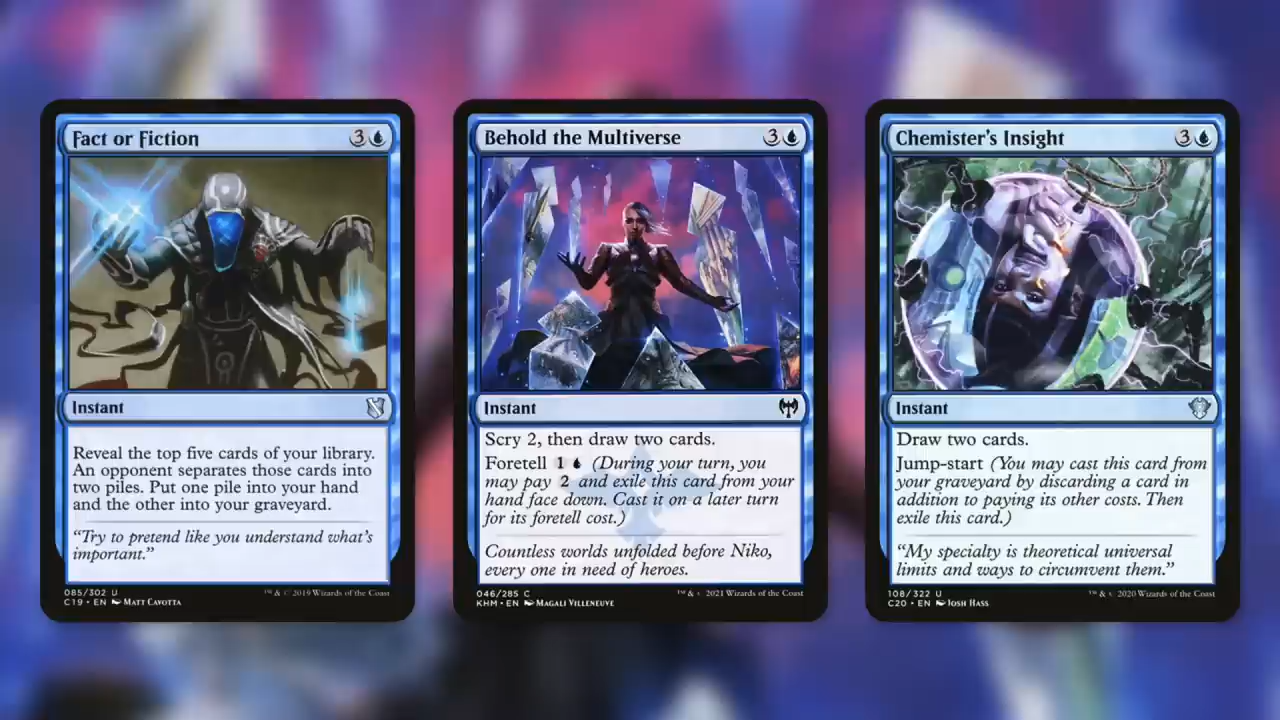 Fact or Fiction 3
Instant
Reveal the top five cards of your library.
An opponent separates those cards into
two piles. Put one pile into your hand
and the other into your graveyard.
“Try to pretend like you understand what’s
important.”
085/302 U
C19 • EN Matt Cavotta
™ & © 2019 Wizards of the Coast
Behold the Multiverse 3
Instant
Scry 2, then draw two cards.
Foretell 1 (During your turn, you
may pay 2 and exile this card from your
hand face down. Cast it on a later turn
for its foretell cost.)
Countless worlds unfolded before Niko,
every one in need of heroes.
046/285 C
KHM • EN Magali Villeneuve
™ & © 2021 Wizards of the Coast
Chemister’s Insight 3
Instant
Draw two cards.
Jump-start (You may cast this card from
your graveyard by discarding a card in
addition to paying its other costs. Then
exile this card.)
“My specialty is theoretical universal
limits and ways to circumvent them.”
108/322 U
C20 • EN Josh Hass
™ & © 2020 Wizards of the Coast